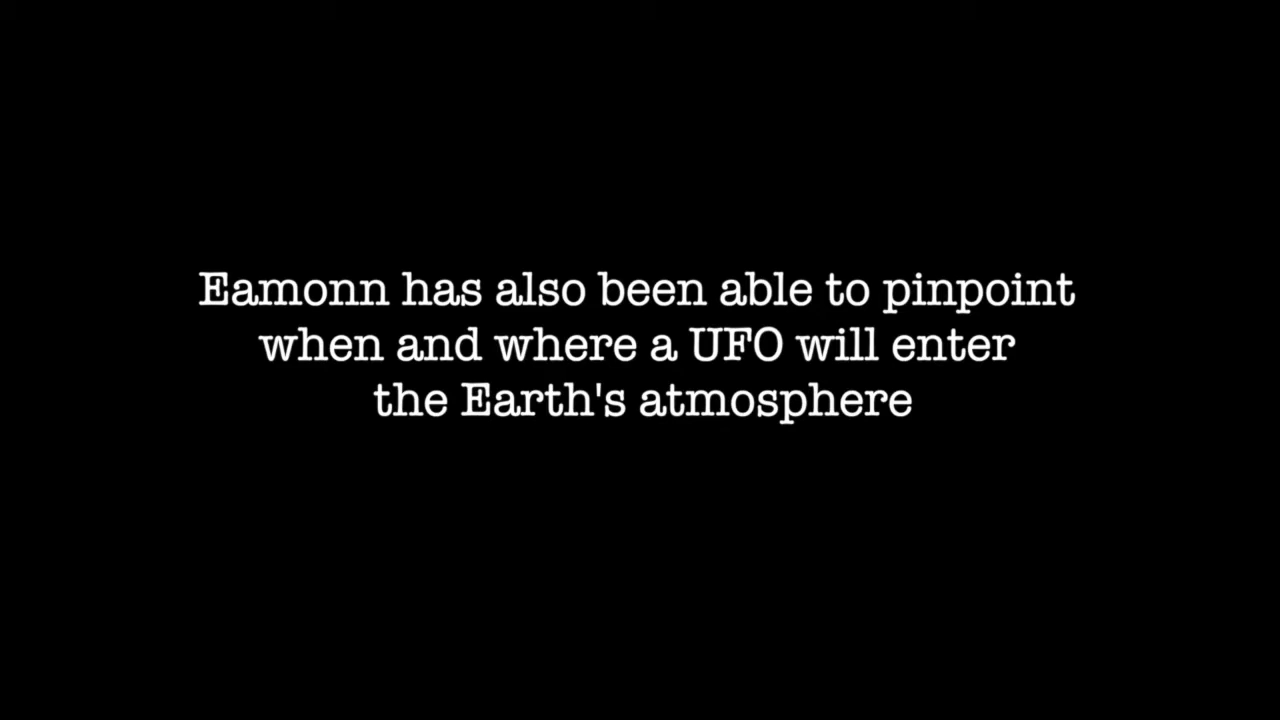 Eamonn has also been able to pinpoint
when and where a UFO will enter
the Earth's atmosphere